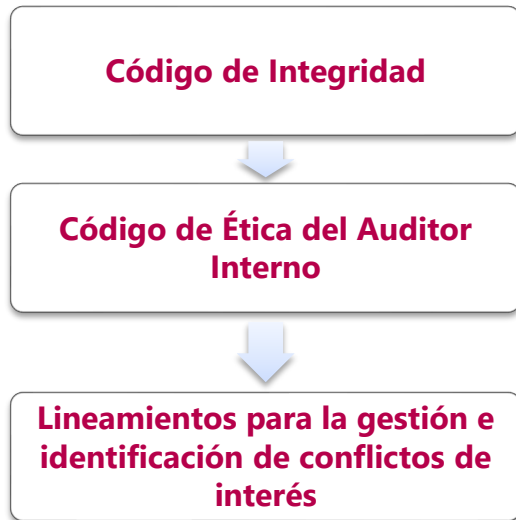 Código de Integridad
Código de Ética del Auditor
Interno
Lineamientos para la gestión e
identificación de conflictos de
interés